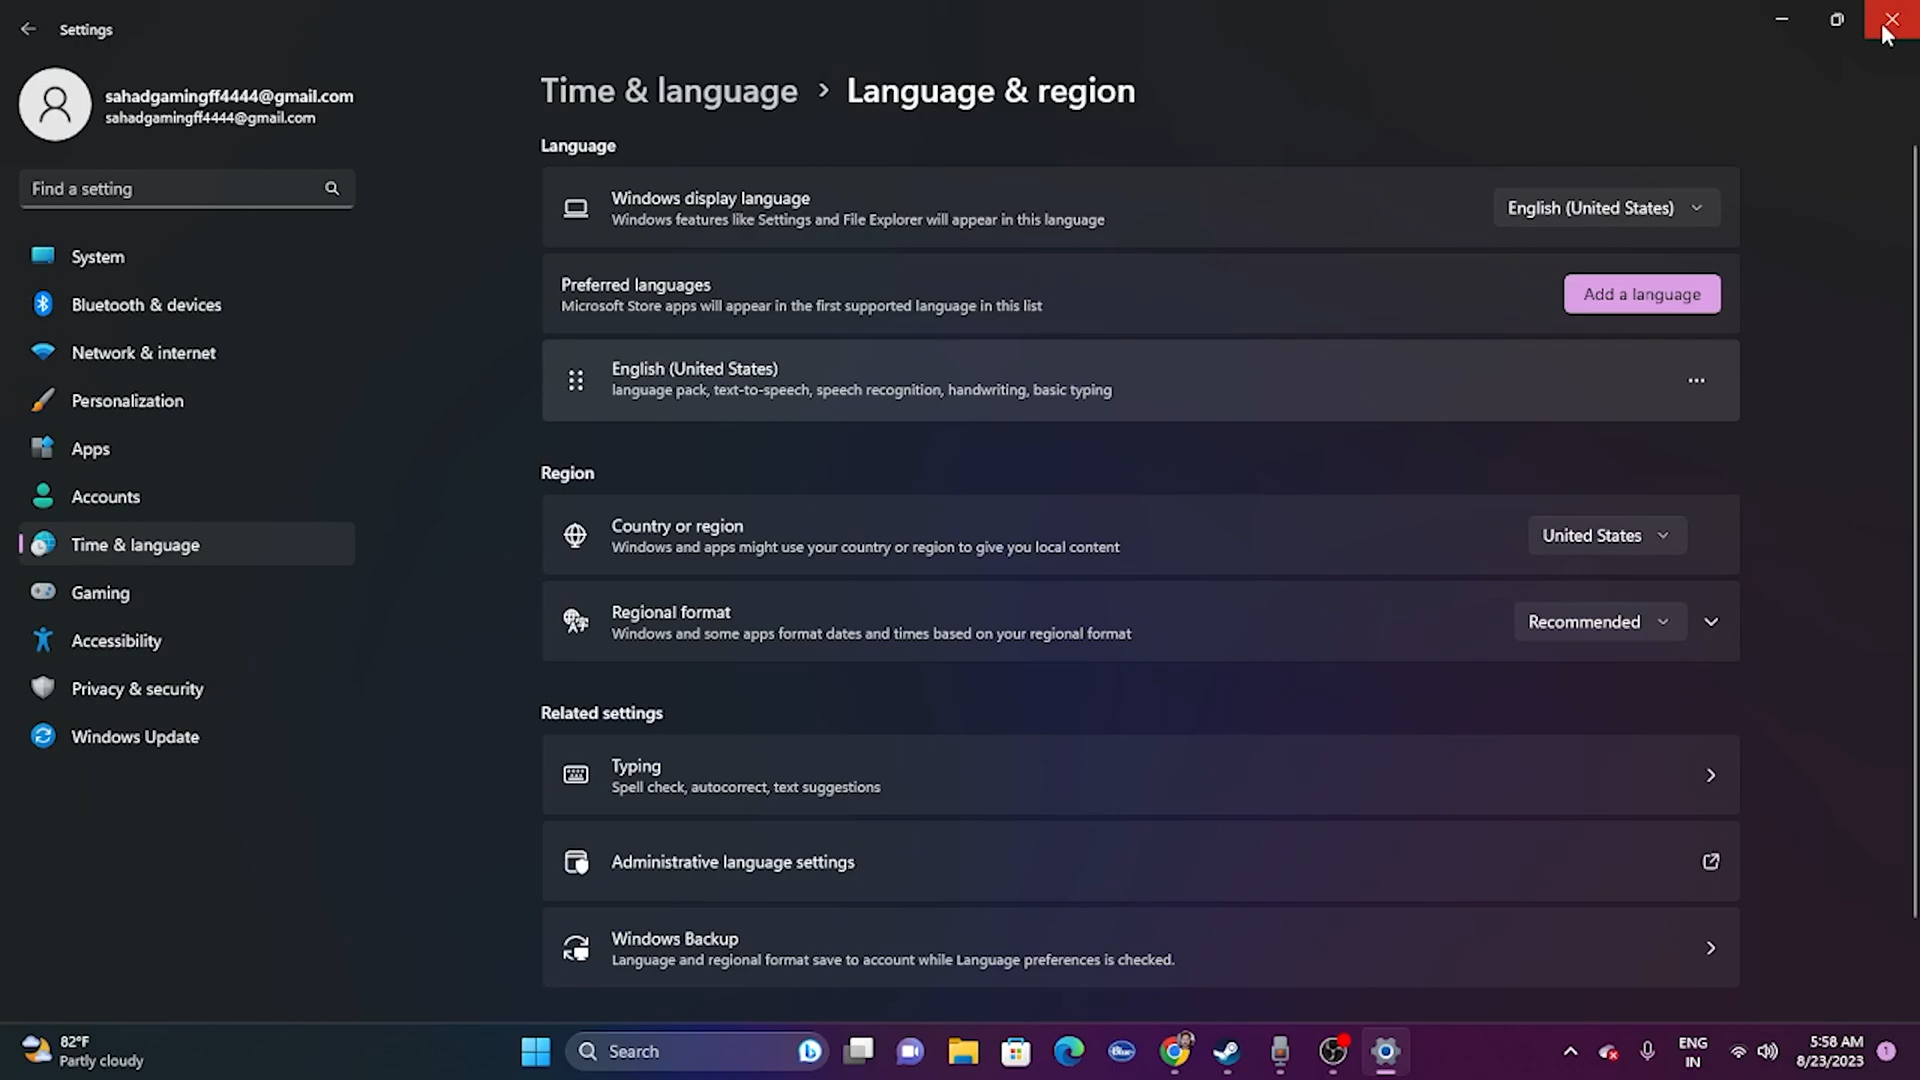 Settings
sahadgamingff4444@gmail.com
sahadgamingff4444@gmail.com
Find a setting
System
Bluetooth & devices
Network & internet
Personalization
Apps
Accounts
Time & language
Gaming
Accessibility
Privacy & security
Windows Update
Time & language › Language & region
Language
Windows display language
Windows features like Settings and File Explorer will appear in this language
English (United States)
Preferred languages
Microsoft Store apps will appear in the first supported language in this list
Add a language
English (United States)
language pack, text-to-speech, speech recognition, handwriting, basic typing
Region
Country or region
Windows and apps might use your country or region to give you local content
United States
Regional format
Windows and some apps format dates and times based on your regional format
Recommended
Related settings
Typing
Spell check, autocorrect, text suggestions
Administrative language settings
Windows Backup
Language and regional format save to account while Language preferences is checked.
82°F
Partly cloudy
Search
Blue
ENG
IN
5:58 AM
8/23/2023
1